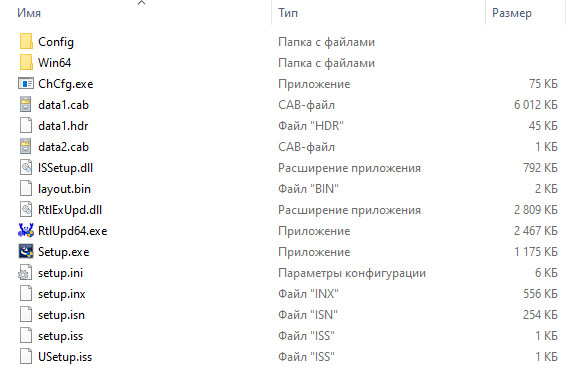 Имя Тип Размер
Config Папка с файлами
Win64 Папка с файлами
ChCfg.exe Приложение 75 КБ
data1.cab CAB-файл 6 012 КБ
data1.hdr Файл "HDR" 45 КБ
data2.cab CAB-файл 1 КБ
ISSetup.dll Расширение приложения 792 КБ
layout.bin Файл "BIN" 2 КБ
RtlExUpd.dll Расширение приложения 2 809 КБ
RtlUpd64.exe Приложение 2 467 КБ
Setup.exe Приложение 1 175 КБ
setup.ini Параметры конфигурации 6 КБ
setup.inx Файл "INX" 556 КБ
setup.isn Файл "ISN" 254 КБ
setup.iss Файл "ISS" 1 КБ
USetup.iss Файл "ISS" 1 КБ